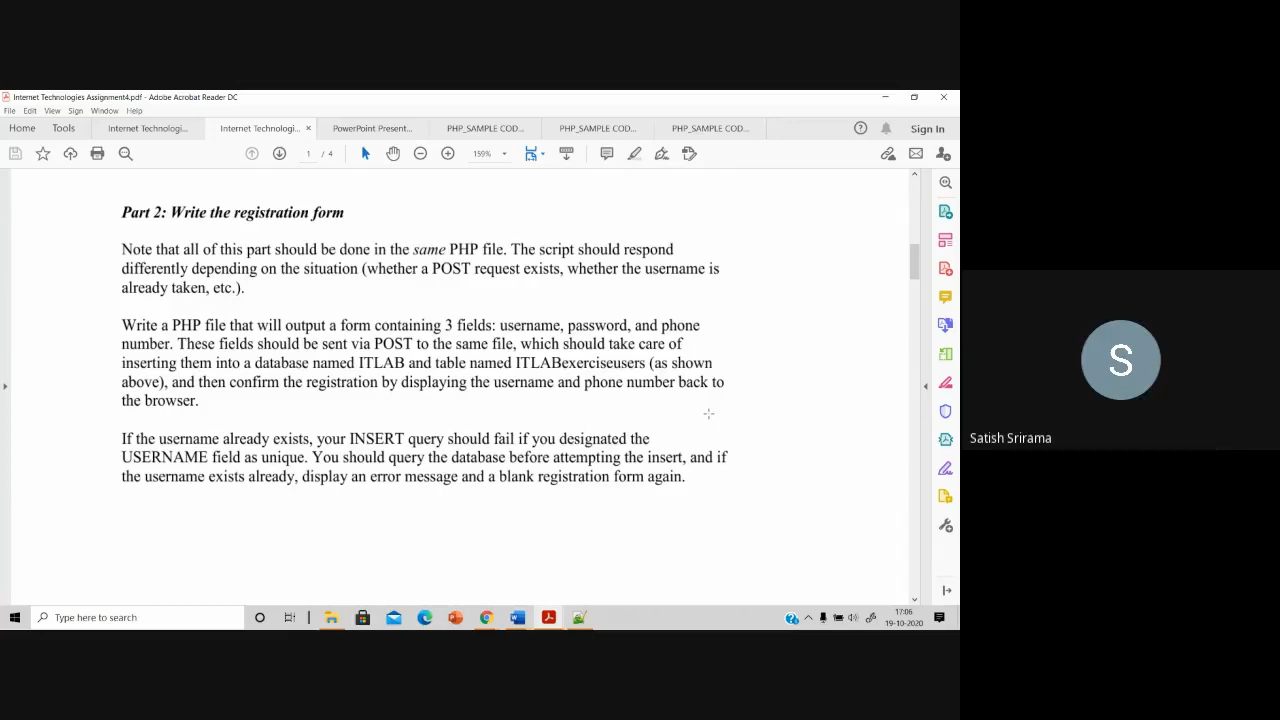 Internet Technologies Assignment4.pdf - Adobe Acrobat Reader DC
File Edit View Sign Window Help
Home Tools Internet Technologi... Internet Technologi... × PowerPoint Present... PHP_SAMPLE COD... PHP_SAMPLE COD... PHP_SAMPLE COD... Sign In
1 / 4 159%
Part 2: Write the registration form
Note that all of this part should be done in the same PHP file. The script should respond
differently depending on the situation (whether a POST request exists, whether the username is
already taken, etc.).
Write a PHP file that will output a form containing 3 fields: username, password, and phone
number. These fields should be sent via POST to the same file, which should take care of
inserting them into a database named ITLAB and table named ITLABexerciseusers (as shown
above), and then confirm the registration by displaying the username and phone number back to
the browser.
If the username already exists, your INSERT query should fail if you designated the
USERNAME field as unique. You should query the database before attempting the insert, and if
the username exists already, display an error message and a blank registration form again.
S
Satish Srirama
Type here to search
17:06
19-10-2020